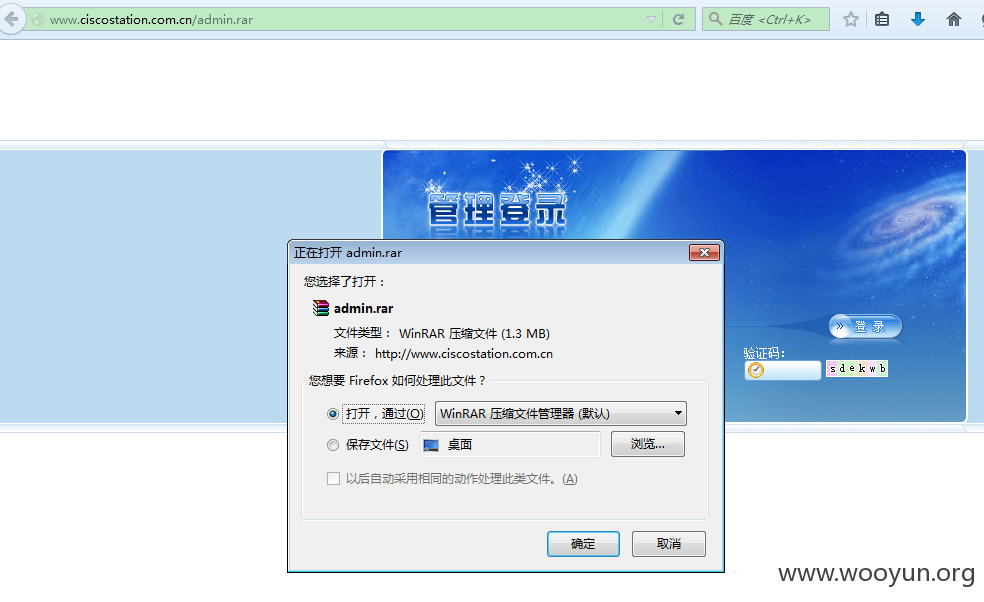 www.ciscostation.com.cn/admin.rar
百度 <Ctrl+K>
管理登录
正在打开 admin.rar
您选择了打开：
admin.rar
文件类型： WinRAR 压缩文件 (1.3 MB)
来源： http://www.ciscostation.com.cn
您想要 Firefox 如何处理此文件？
打开，通过(O) WinRAR 压缩文件管理器 (默认)
保存文件(S) 桌面 浏览...
以后自动采用相同的动作处理此类文件。(A)
确定 取消
登 录
验证码：
s d e k w b
www.wooyun.org